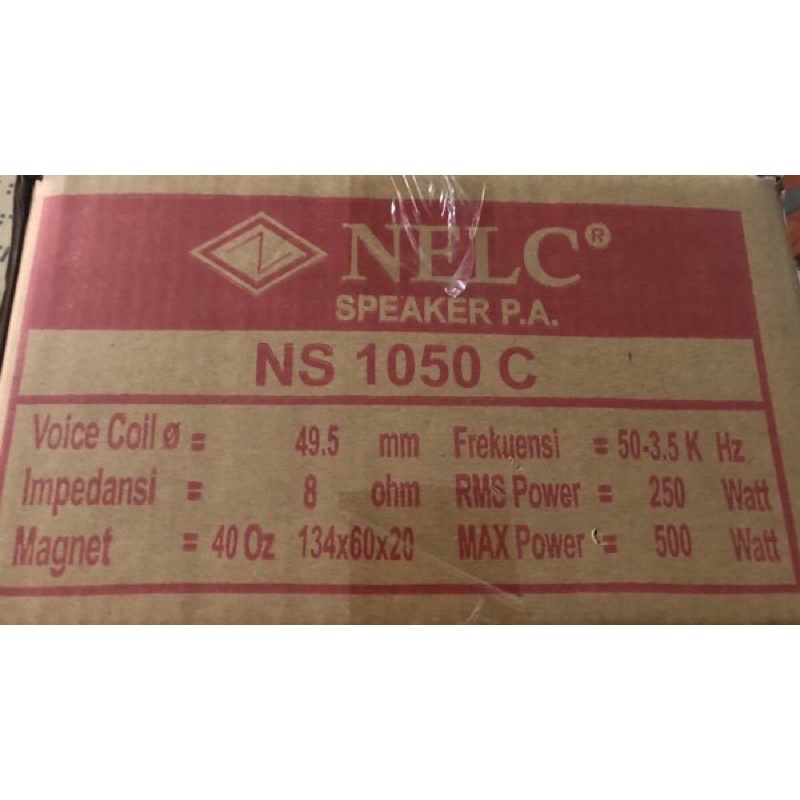 NELC®
SPEAKER P.A.
NS 1050 C
Voice Coil ø = 49.5 mm Frekuensi = 50-3.5 K Hz
Impedansi = 8 ohm RMS Power = 250 Watt
Magnet = 40 Oz 134x60x20 MAX Power = 500 Watt